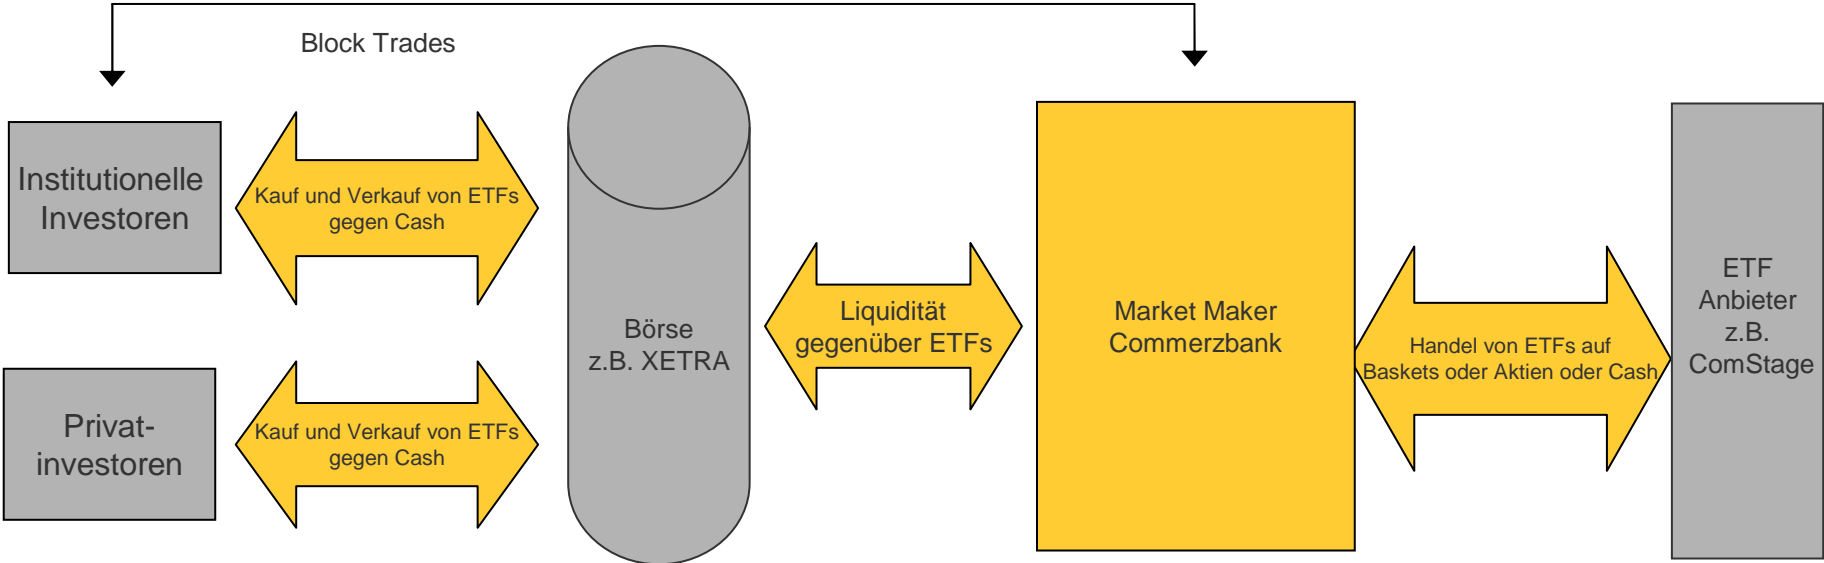 Block Trades
Institutionelle
Investoren
Kauf und Verkauf von ETFs
gegen Cash
Privat-
investoren
Kauf und Verkauf von ETFs
gegen Cash
Börse
z.B. XETRA
Liquidität
gegenüber ETFs
Market Maker
Commerzbank
Handel von ETFs auf
Baskets oder Aktien oder Cash
ETF
Anbieter
z.B.
ComStage